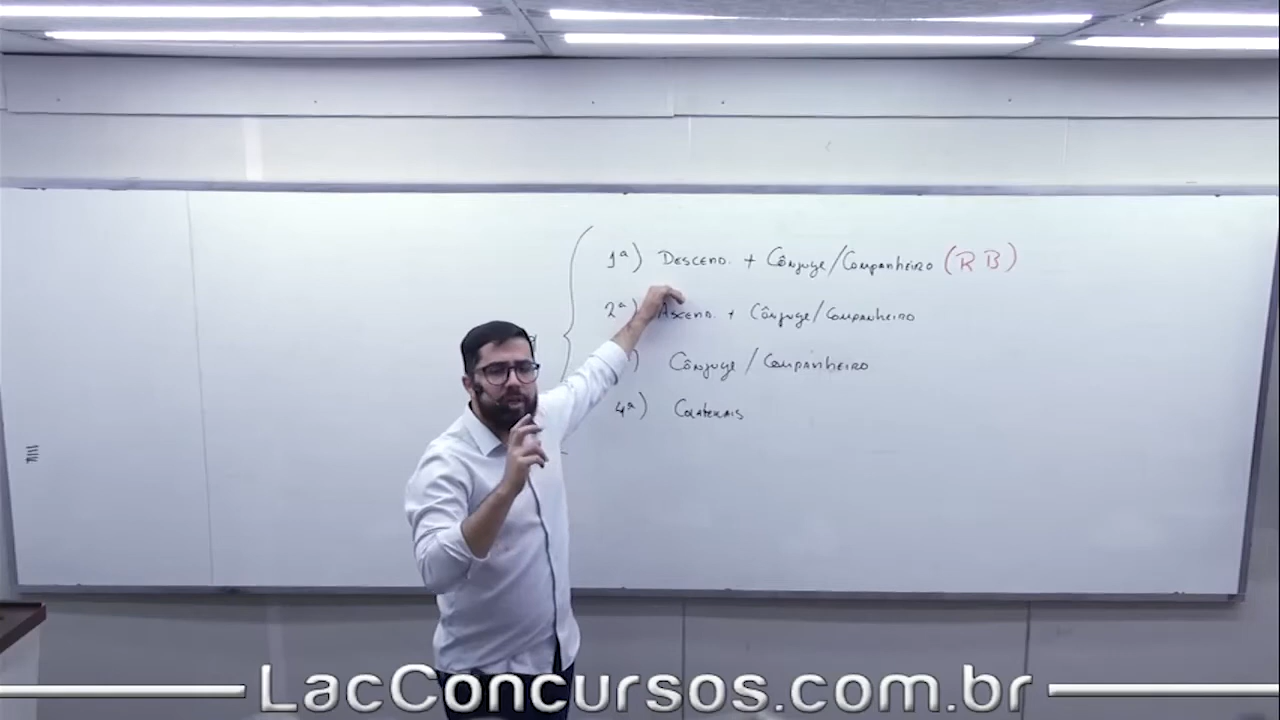 1ª) DESCEND. + Cônjuge/Companheiro (RB)
2ª) ASCEND. + Cônjuge/Companheiro
) Cônjuge / Companheiro
4ª) Colaterais
LacConcursos.com.br